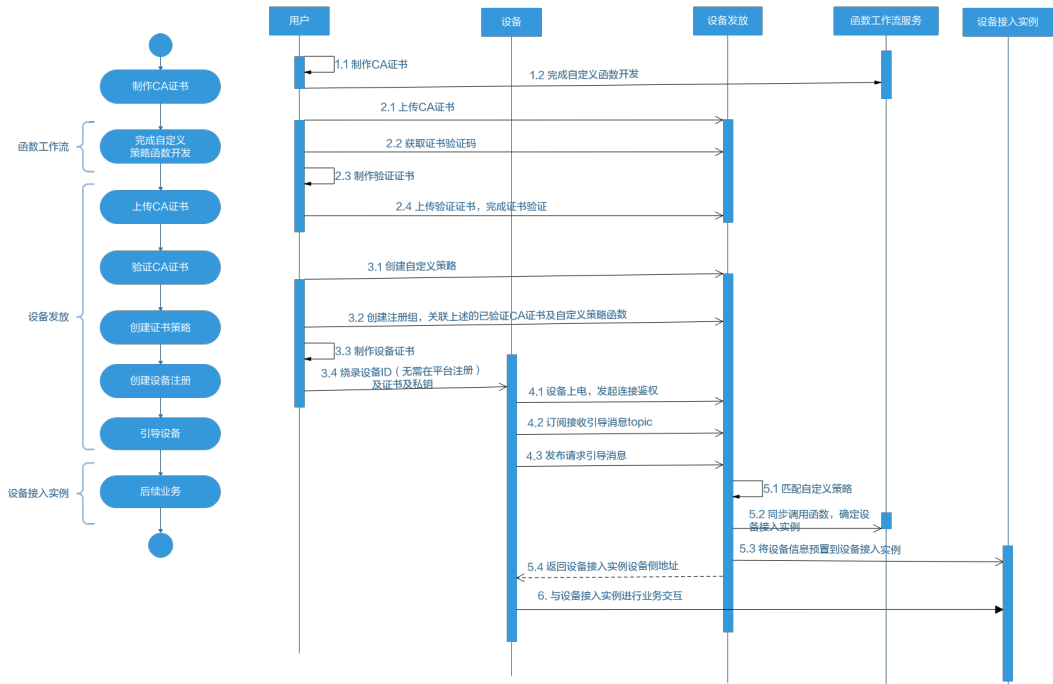 制作CA证书
函数工作流
完成自定义
策略函数开发
上传CA证书
验证CA证书
设备发放
创建证书策略
创建设备注册
引导设备
设备接入实例
后续业务
用户
设备
设备发放
函数工作流服务
设备接入实例
1.1 制作CA证书
1.2 完成自定义函数开发
2.1 上传CA证书
2.2 获取证书验证码
2.3 制作验证证书
2.4 上传验证证书，完成证书验证
3.1 创建自定义策略
3.2 创建注册组，关联上述的已验证CA证书及自定义策略函数
3.3 制作设备证书
3.4 烧录设备ID（无需在平台注册）
及证书及私钥
4.1 设备上电，发起连接鉴权
4.2 订阅接收引导消息topic
4.3 发布请求引导消息
5.1 匹配自定义策略
5.2 同步调用函数，确定设
备接入实例
5.3 将设备信息预置到设备接入实例
5.4 返回设备接入实例设备侧地址
6. 与设备接入实例进行业务交互